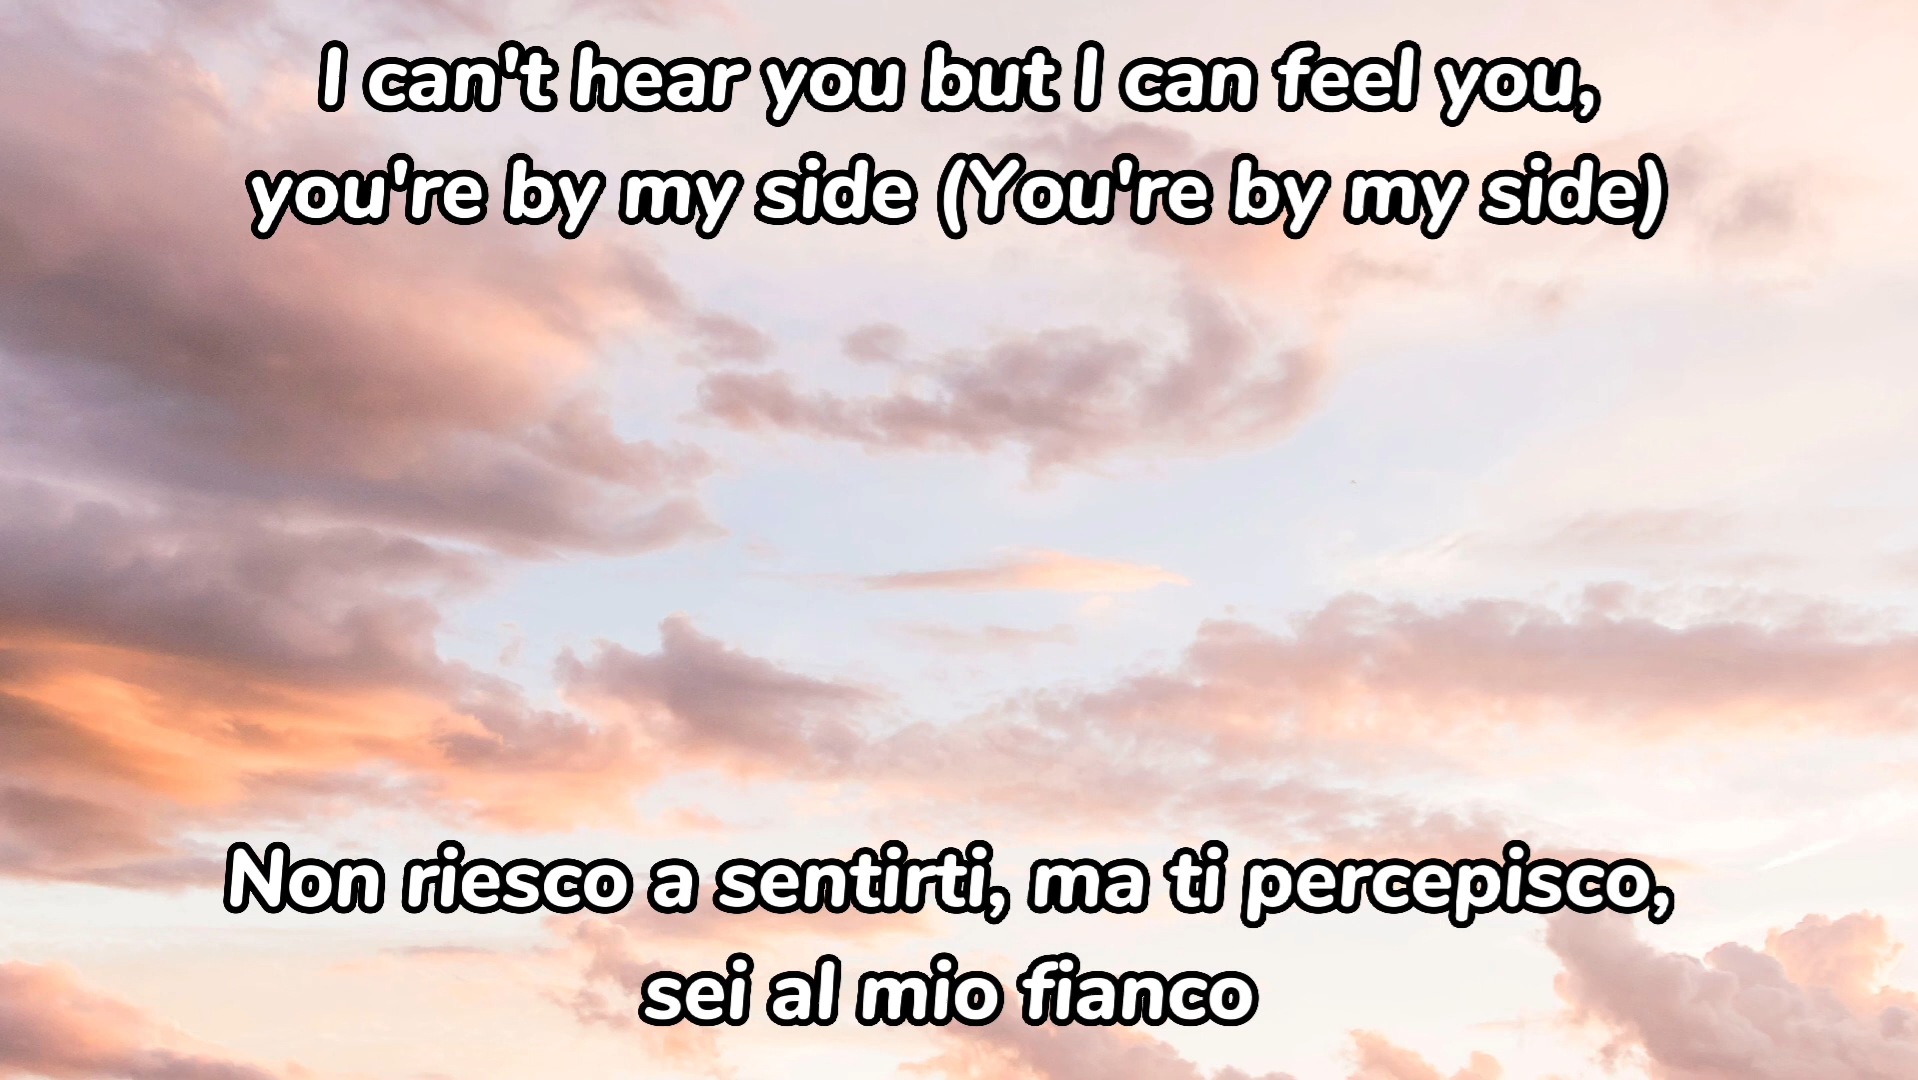 I can't hear you but I can feel you,
you're by my side (You're by my side)
Non riesco a sentirti, ma ti percepisco,
sei al mio fianco